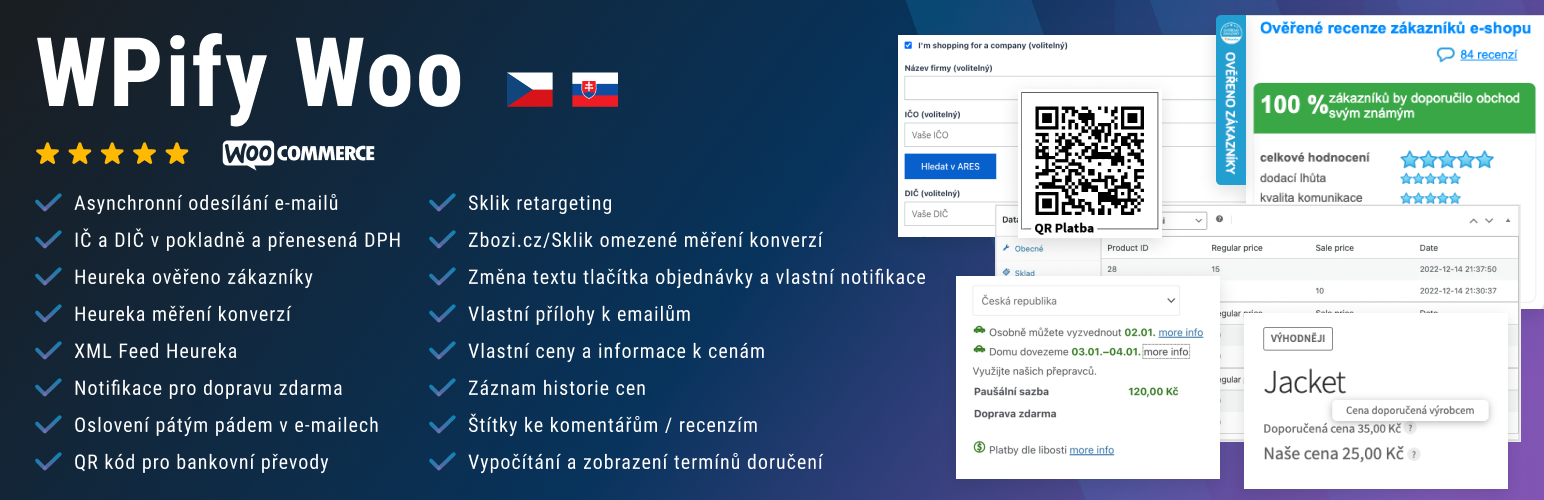 WPify Woo
WOO COMMERCE
Asynchronní odesílání e-mailů
IČ a DIČ v pokladně a přenesená DPH
Heureka ověřeno zákazníky
Heureka měření konverzí
XML Feed Heureka
Notifikace pro dopravu zdarma
Oslovení pátým pádem v e-mailech
QR kód pro bankovní převody
Sklik retargeting
Zbozi.cz/Sklik omezené měření konverzí
Změna textu tlačítka objednávky a vlastní notifikace
Vlastní přílohy k emailům
Vlastní ceny a informace k cenám
Záznam historie cen
Štítky ke komentářům / recenzím
Vypočítání a zobrazení termínů doručení
I'm shopping for a company (volitelný)
Název firmy (volitelný)
IČO (volitelný)
Vaše IČO
Hledat v ARES
DIČ (volitelný)
Vaše DIČ
QR Platba
OVĚŘENO ZÁKAZNÍKY
Ověřené recenze zákazníků e-shopu
84 recenzí
100 % zákazníků by doporučilo obchod
svým známým
celkové hodnocení
dodací lhůta
kvalita komunikace
Obecné
Sklad
Product ID Regular price Sale price Date
28 15 2022-12-14 21:37:50
10 2022-12-14 21:30:37
Česká republika
Osobně můžete vyzvednout 02.01. more info
Domu dovezeme 03.01.–04.01. more info
Využijte našich přepravců.
Paušální sazba 120,00 Kč
Doprava zdarma
Platby dle libosti more info
VÝHODNĚJI
Jacket
Cena doporučená výrobcem
Doporučená cena 35,00 Kč ?
Naše cena 25,00 Kč ?